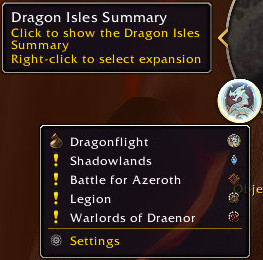 Dragon Isles Summary
Click to show the Dragon Isles
Summary
Right-click to select expansion
Dragonflight
Shadowlands
Battle for Azeroth
Legion
Warlords of Draenor
Settings